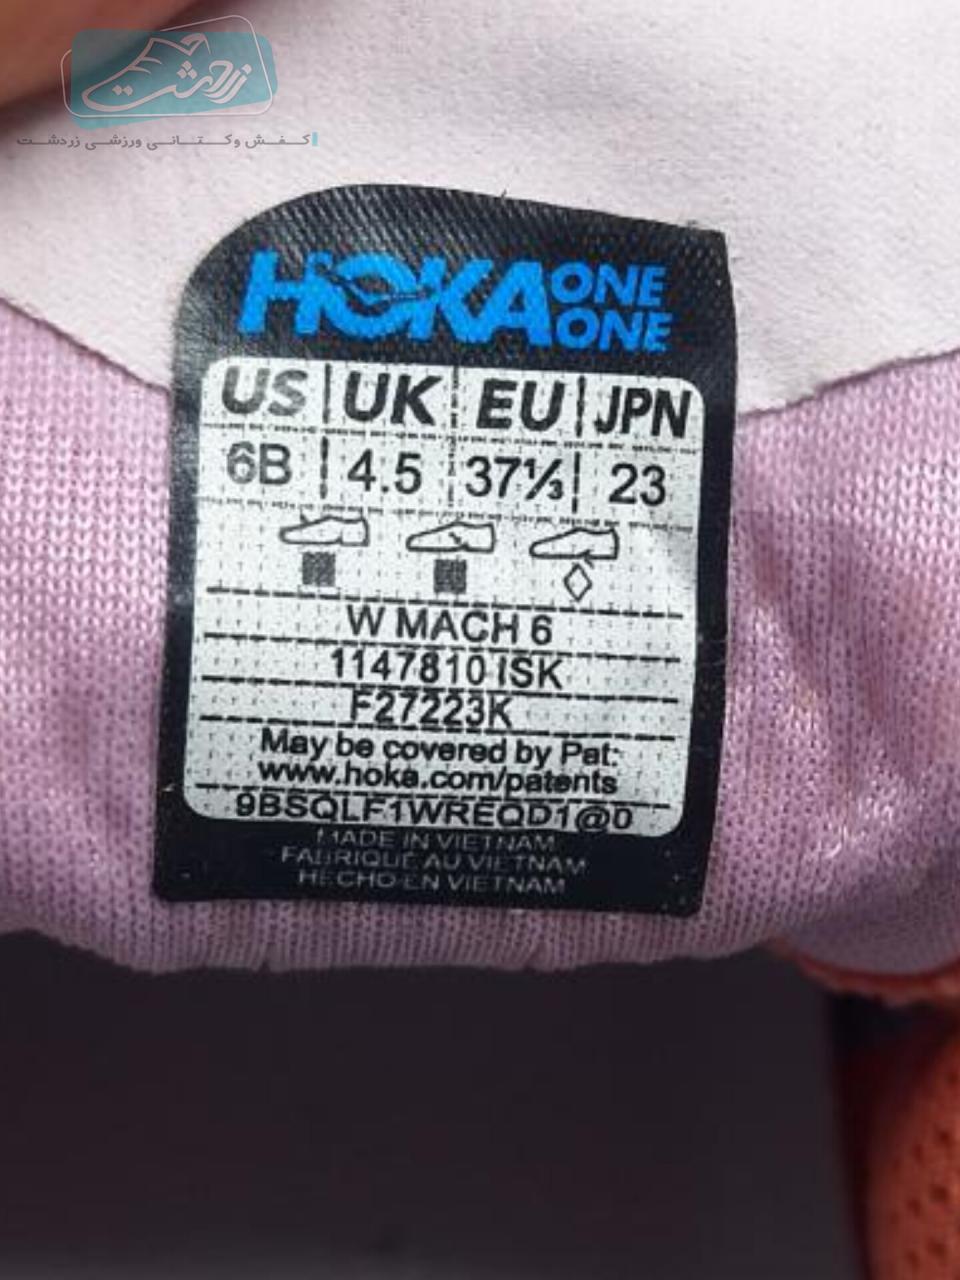 زردشت
کفش و کتانی ورزشی زردشت
HOKA ONE ONE
US | UK | EU | JPN
6B | 4.5 | 37⅓ | 23
W MACH 6
1147810 ISK
F27223K
May be covered by Pat:
www.hoka.com/patents
9BSQLF1WREQD1@0
MADE IN VIETNAM
FABRIQUÉ AU VIETNAM
HECHO EN VIETNAM